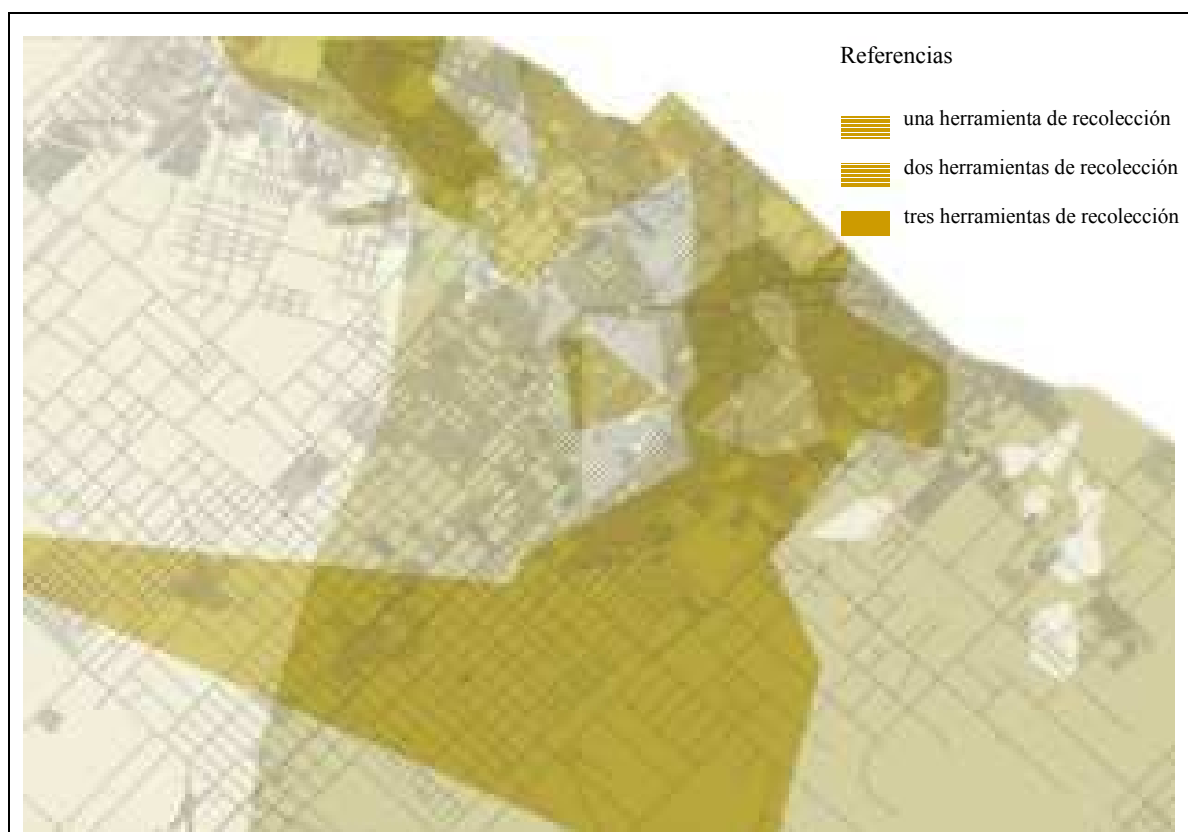 Referencias
una herramienta de recolección
dos herramientas de recolección
tres herramientas de recolección